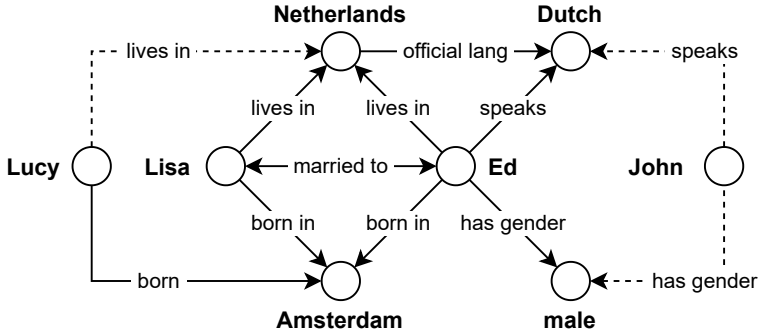 Netherlands Dutch
lives in official lang speaks
lives in lives in speaks
Lucy Lisa married to Ed John
born in born in has gender
born has gender
Amsterdam male